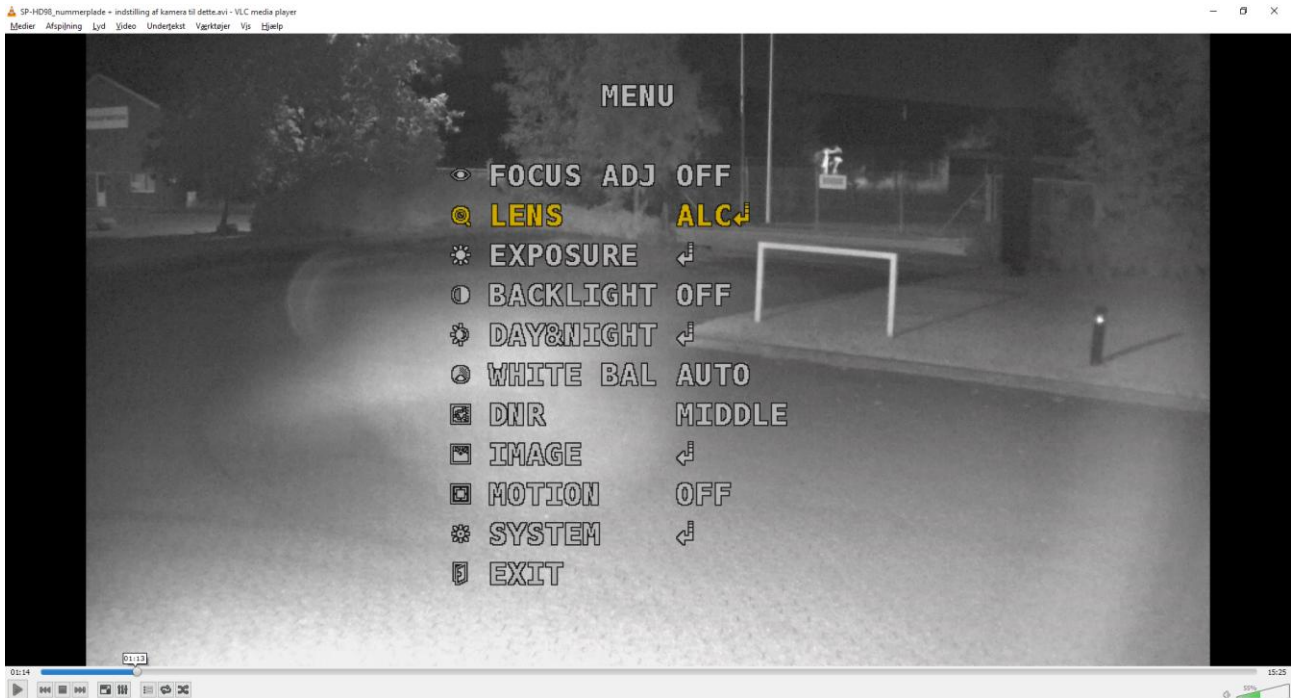 SP-HD98_nummerplade + indstilling af kamera til dette.avi - VLC media player
Medier Afspilning Lyd Video Undertekst Værktøjer Vis Hjælp
MENU
FOCUS ADJ OFF
LENS ALC
EXPOSURE
BACKLIGHT OFF
DAY&NIGHT
WHITE BAL AUTO
DNR MIDDLE
IMAGE
MOTION OFF
SYSTEM
EXIT
01:13
01:14 15:25
55%